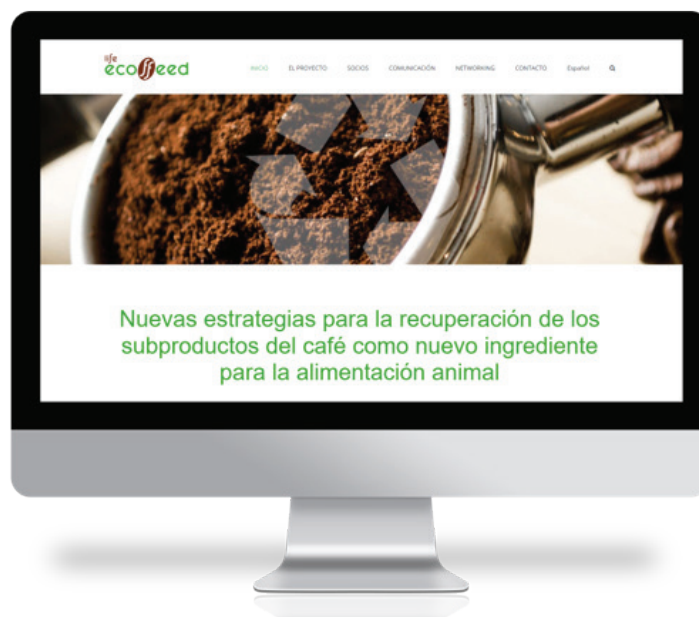 life
ecoffeed
INICIO EL PROYECTO SOCIOS COMUNICACIÓN NETWORKING CONTACTO Español
Nuevas estrategias para la recuperación de los
subproductos del café como nuevo ingrediente
para la alimentación animal